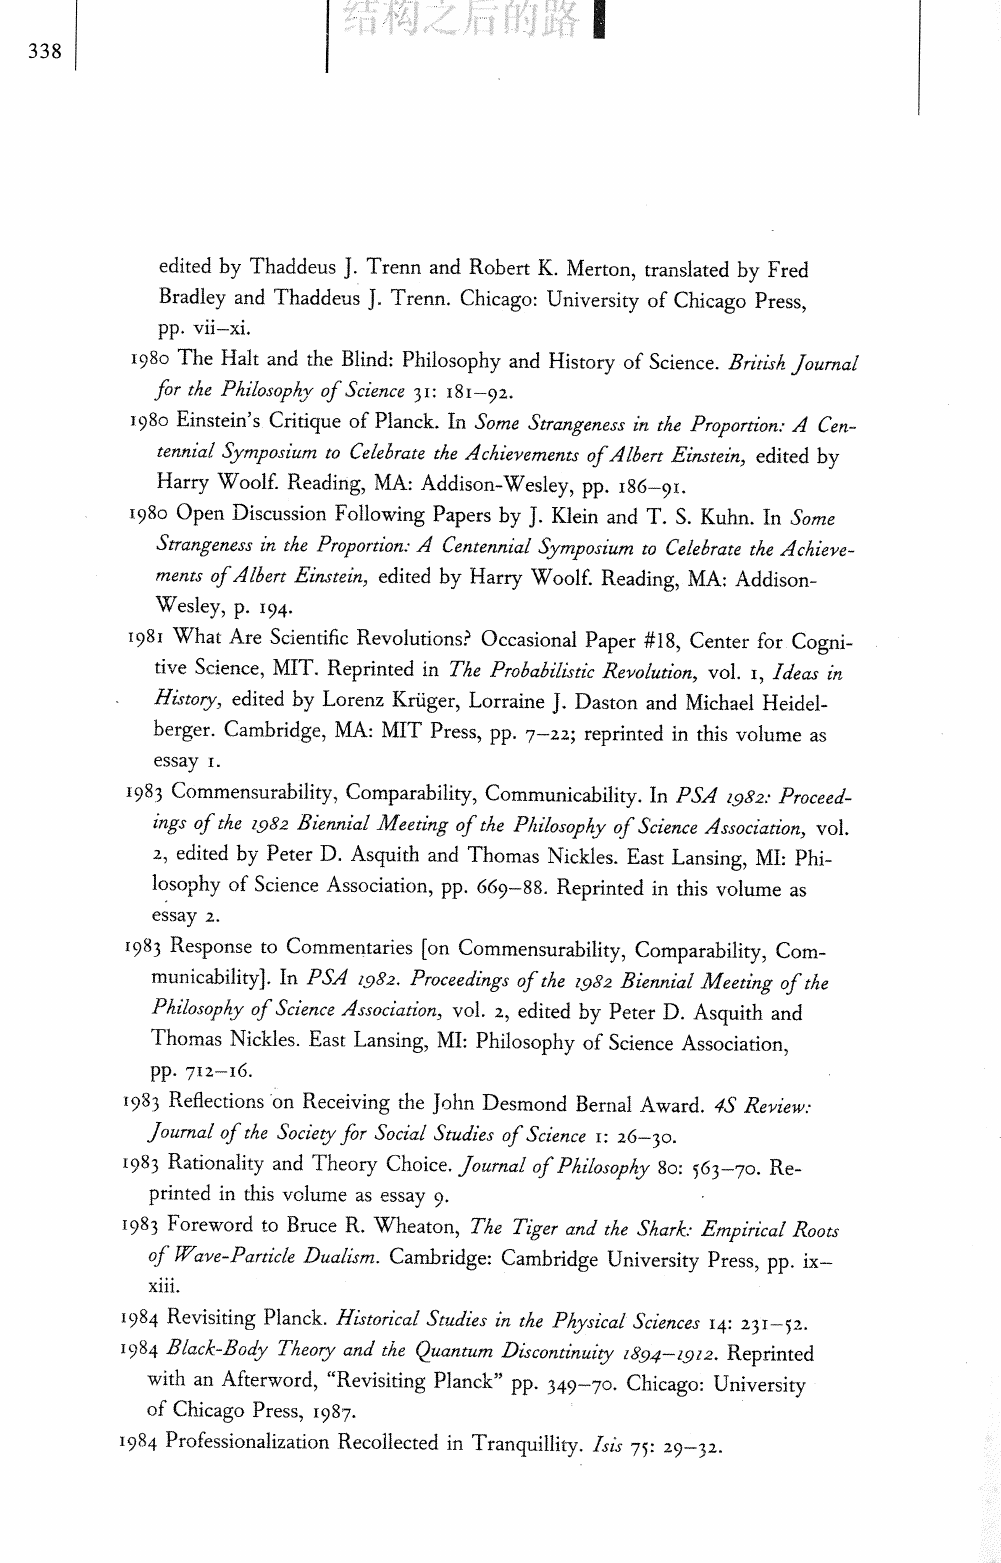 结构之后的路
338
edited by Thaddeus J. Trenn and Robert K. Merton, translated by Fred
Bradley and Thaddeus J. Trenn. Chicago: University of Chicago Press,
pp. vii–xi.
1980 The Halt and the Blind: Philosophy and History of Science. British Journal
for the Philosophy of Science 31: 181–92.
1980 Einstein's Critique of Planck. In Some Strangeness in the Proportion: A Cen-
tennial Symposium to Celebrate the Achievements of Albert Einstein, edited by
Harry Woolf. Reading, MA: Addison-Wesley, pp. 186–91.
1980 Open Discussion Following Papers by J. Klein and T. S. Kuhn. In Some
Strangeness in the Proportion: A Centennial Symposium to Celebrate the Achieve-
ments of Albert Einstein, edited by Harry Woolf. Reading, MA: Addison-
Wesley, p. 194.
1981 What Are Scientific Revolutions? Occasional Paper #18, Center for Cogni-
tive Science, MIT. Reprinted in The Probabilistic Revolution, vol. 1, Ideas in
History, edited by Lorenz Krüger, Lorraine J. Daston and Michael Heidel-
berger. Cambridge, MA: MIT Press, pp. 7–22; reprinted in this volume as
essay 1.
1983 Commensurability, Comparability, Communicability. In PSA 1982: Proceed-
ings of the 1982 Biennial Meeting of the Philosophy of Science Association, vol.
2, edited by Peter D. Asquith and Thomas Nickles. East Lansing, MI: Phi-
losophy of Science Association, pp. 669–88. Reprinted in this volume as
essay 2.
1983 Response to Commentaries [on Commensurability, Comparability, Com-
municability]. In PSA 1982. Proceedings of the 1982 Biennial Meeting of the
Philosophy of Science Association, vol. 2, edited by Peter D. Asquith and
Thomas Nickles. East Lansing, MI: Philosophy of Science Association,
pp. 712–16.
1983 Reflections on Receiving the John Desmond Bernal Award. 4S Review:
Journal of the Society for Social Studies of Science 1: 26–30.
1983 Rationality and Theory Choice. Journal of Philosophy 80: 563–70. Re-
printed in this volume as essay 9.
1983 Foreword to Bruce R. Wheaton, The Tiger and the Shark: Empirical Roots
of Wave-Particle Dualism. Cambridge: Cambridge University Press, pp. ix–
xiii.
1984 Revisiting Planck. Historical Studies in the Physical Sciences 14: 231–52.
1984 Black-Body Theory and the Quantum Discontinuity 1894–1912. Reprinted
with an Afterword, "Revisiting Planck" pp. 349–70. Chicago: University
of Chicago Press, 1987.
1984 Professionalization Recollected in Tranquillity. Isis 75: 29–32.